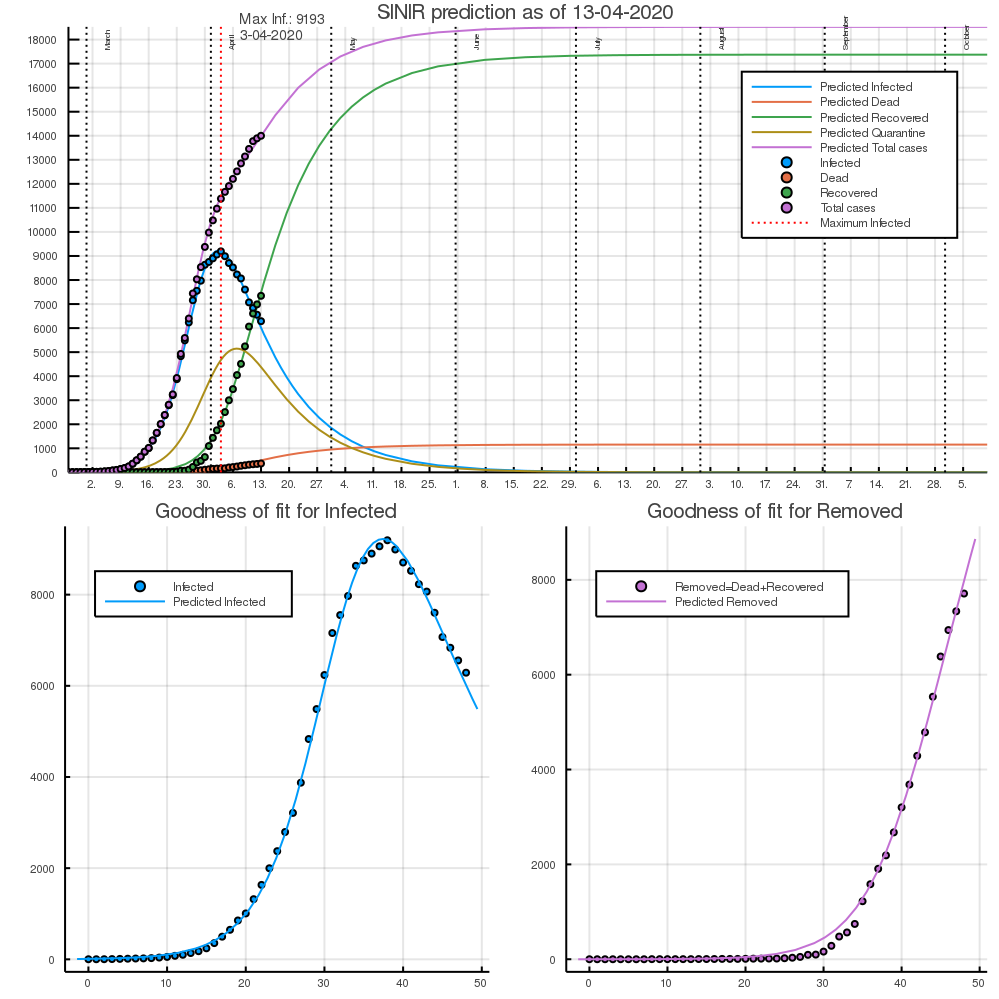 SINIR prediction as of 13-04-2020
Max Inf.: 9193
3-04-2020
March
April
May
June
July
August
September
October
18000
17000
16000
15000
14000
13000
12000
11000
10000
9000
8000
7000
6000
5000
4000
3000
2000
1000
0
Predicted Infected
Predicted Dead
Predicted Recovered
Predicted Quarantine
Predicted Total cases
Infected
Dead
Recovered
Total cases
Maximum Infected
2. 9. 16. 23. 30. 6. 13. 20. 27. 4. 11. 18. 25. 1. 8. 15. 22. 29. 6. 13. 20. 27. 3. 10. 17. 24. 31. 7. 14. 21. 28. 5.
Goodness of fit for Infected
Infected
Predicted Infected
8000
6000
4000
2000
0
0 10 20 30 40 50
Goodness of fit for Removed
Removed=Dead+Recovered
Predicted Removed
8000
6000
4000
2000
0
0 10 20 30 40 50